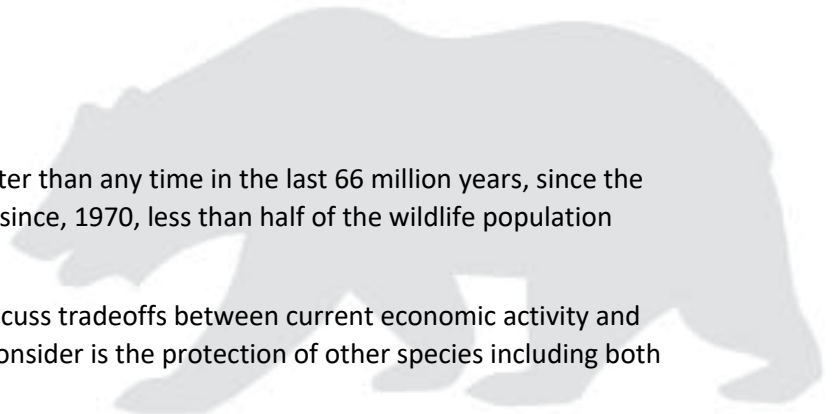 ter than any time in the last 66 million years, since the
since, 1970, less than half of the wildlife population
cuss tradeoffs between current economic activity and
onsider is the protection of other species including both